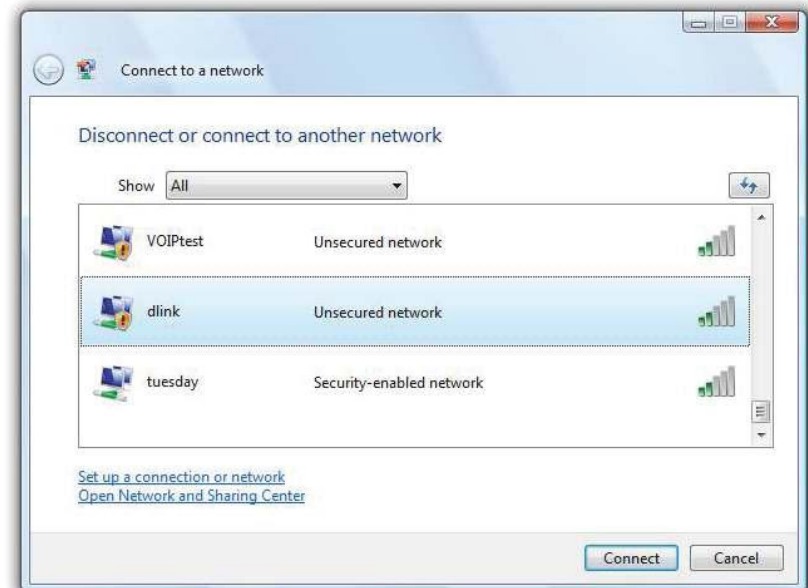 Connect to a network
Disconnect or connect to another network
Show All
VOIPtest Unsecured network
dlink Unsecured network
tuesday Security-enabled network
Set up a connection or network
Open Network and Sharing Center
Connect Cancel